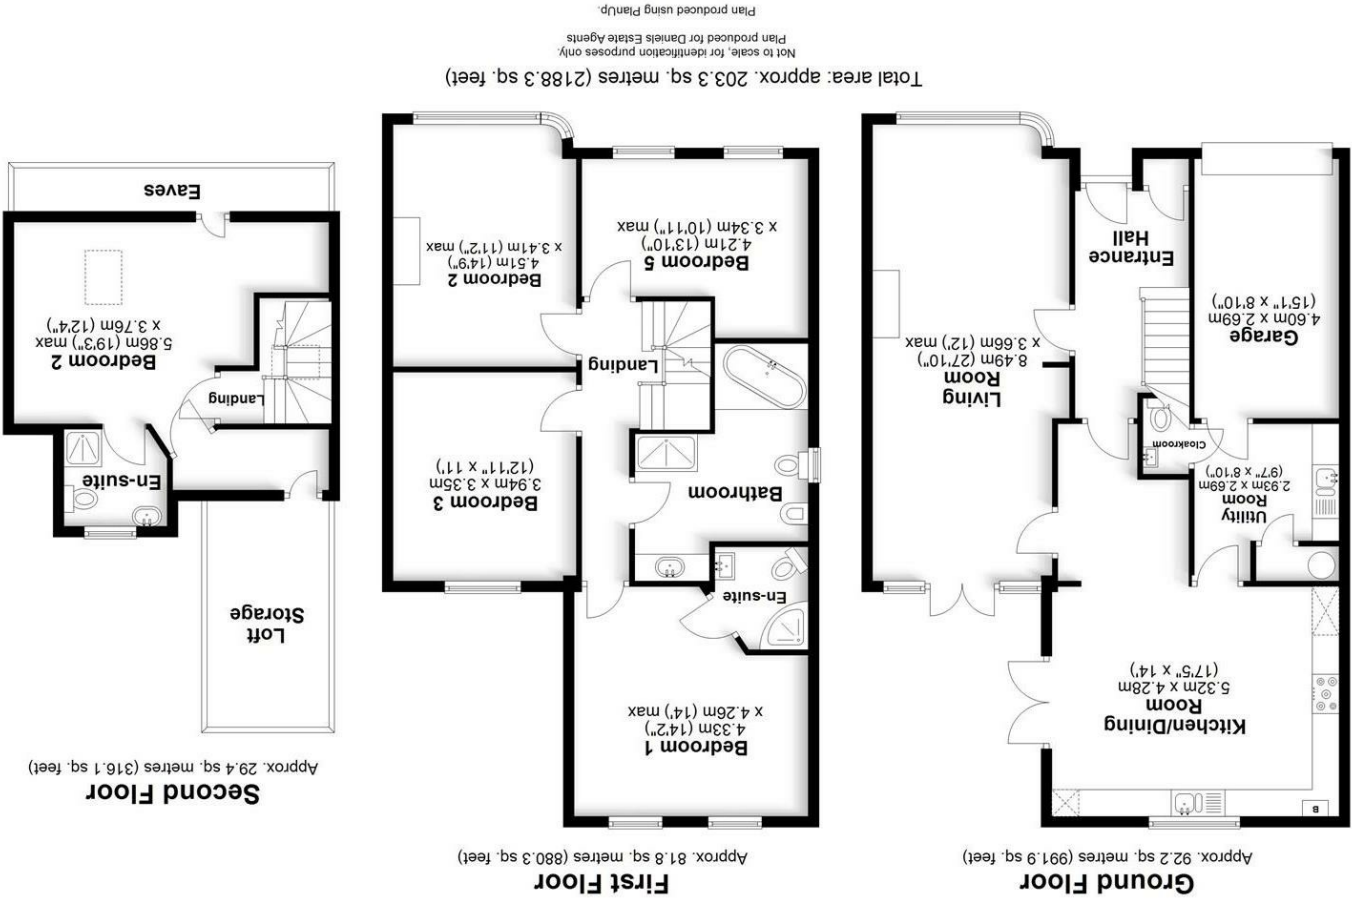 Ground Floor
Approx. 92.2 sq. metres (991.9 sq. feet)
B
Kitchen/Dining
Room
5.32m x 4.28m
(17'5" x 14')
Utility
Room
2.93m x 2.69m
(9'7" x 8'10")
Cloakroom
Living
Room
8.49m (27'10")
x 3.66m (12')
Garage
4.60m x 2.69m
(15'1" x 8'10")
Entrance
Hall
First Floor
Approx. 81.8 sq. metres (880.3 sq. feet)
Bedroom 1
4.33m (14'2")
x 4.26m (14') max
En-suite
Bathroom
Bedroom 3
3.94m x 3.35m
(12'11" x 11')
Landing
Bedroom 5
4.21m (13'10")
x 3.34m (10'11") max
Bedroom 2
4.51m (14'9")
x 3.41m (11'2") max
Second Floor
Approx. 29.4 sq. metres (316.1 sq. feet)
Loft
Storage
En-suite
Landing
Bedroom 2
5.86m (19'3") max
x 3.76m (12'4")
Eaves
Total area: approx. 203.3 sq. metres (2188.3 sq. feet)
Not to scale, for identification purposes only.
Plan produced for Daniels Estate Agents
Plan produced using PlanUp.